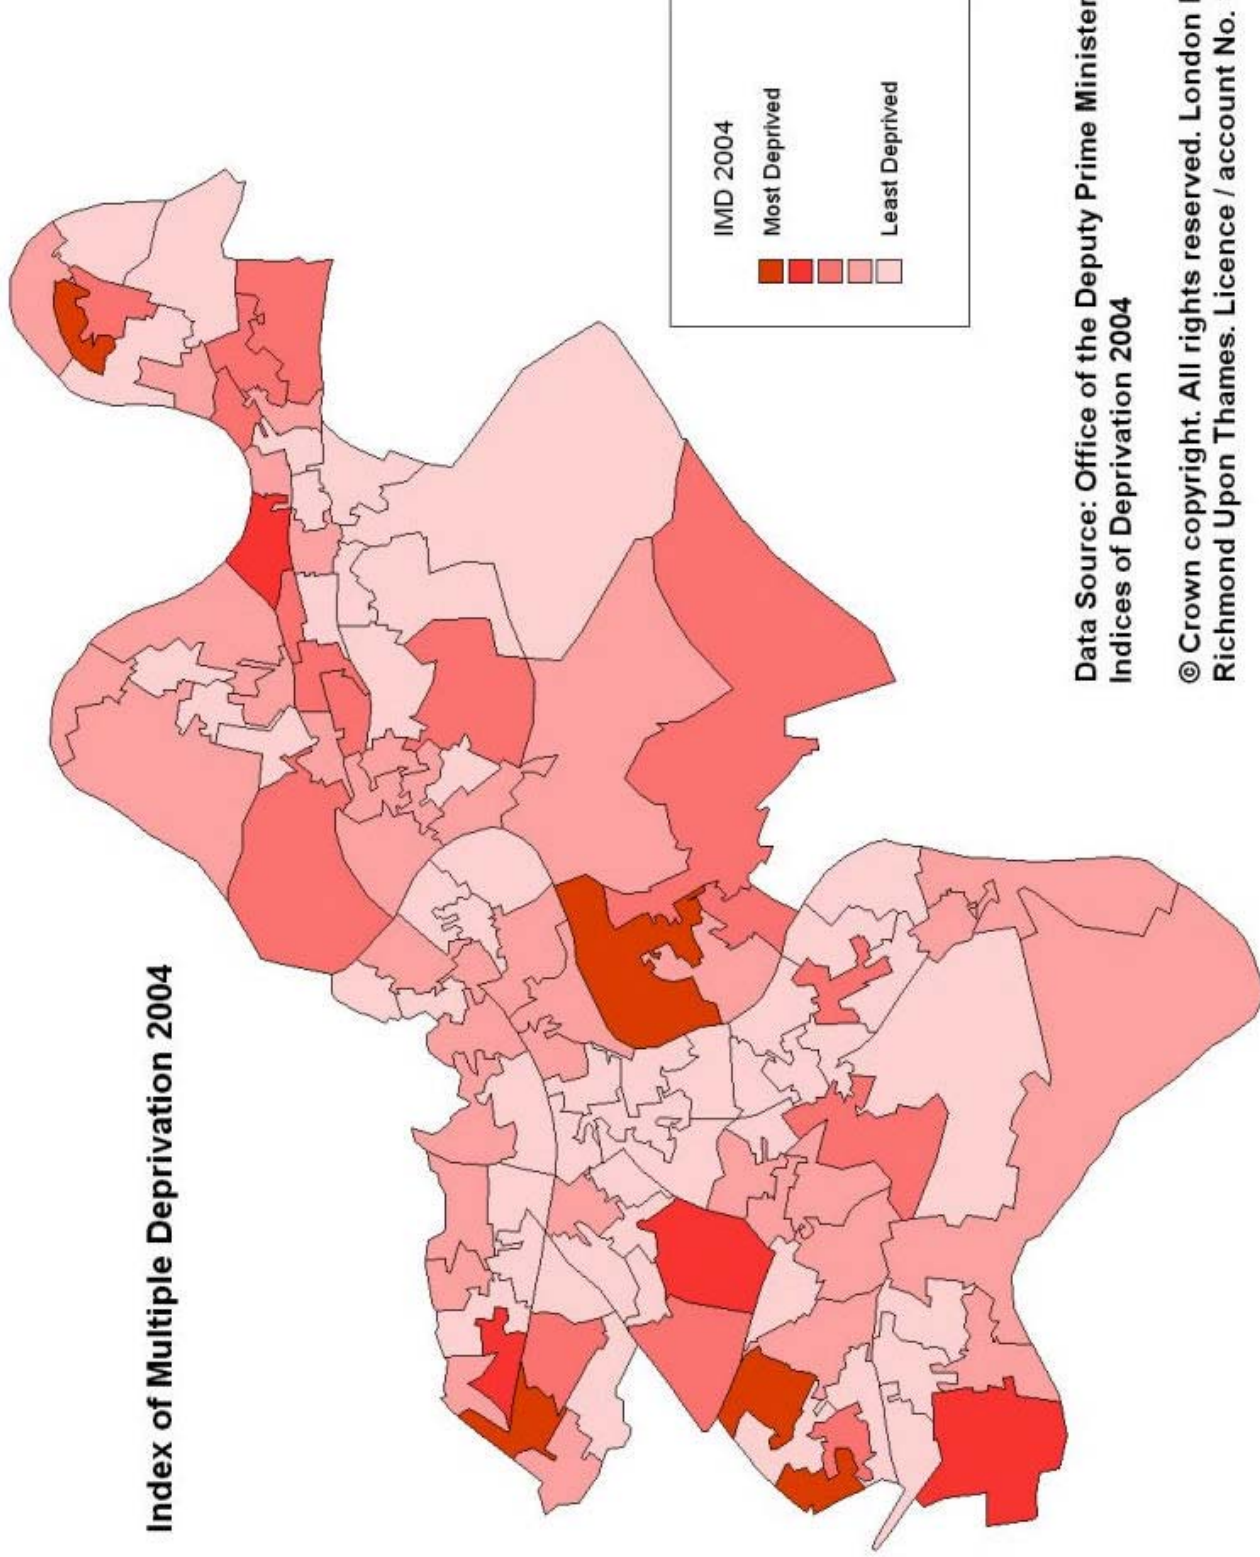 Index of Multiple Deprivation 2004
IMD 2004
Most Deprived
Least Deprived
Data Source: Office of the Deputy Prime Minister
Indices of Deprivation 2004
© Crown copyright. All rights reserved. London
Richmond Upon Thames. Licence / account No.